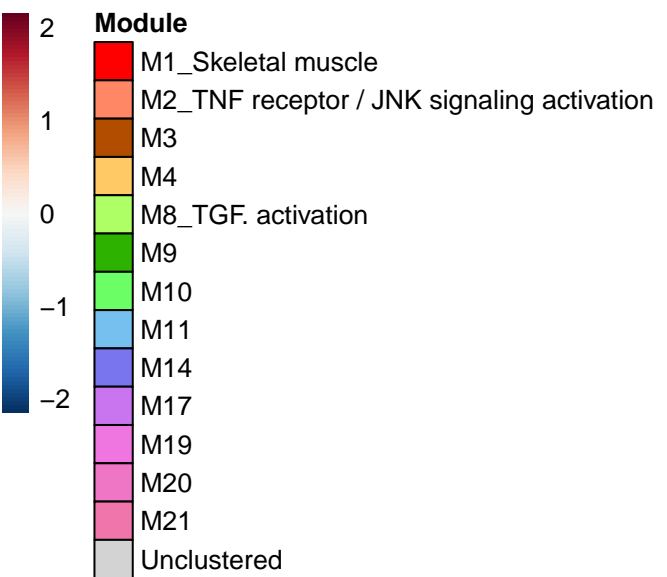 2
1
0
−1
−2
Module
M1_Skeletal muscle
M2_TNF receptor / JNK signaling activation
M3
M4
M8_TGF. activation
M9
M10
M11
M14
M17
M19
M20
M21
Unclustered